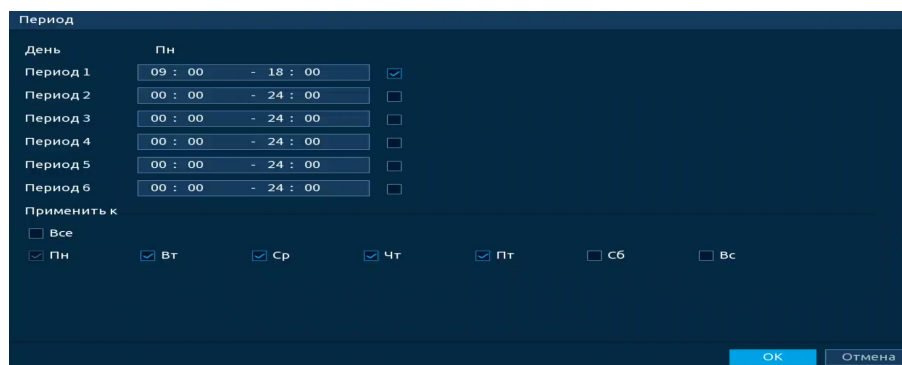 Период
День Пн
Период 1 09 : 00 - 18 : 00
Период 2 00 : 00 - 24 : 00
Период 3 00 : 00 - 24 : 00
Период 4 00 : 00 - 24 : 00
Период 5 00 : 00 - 24 : 00
Период 6 00 : 00 - 24 : 00
Применить к
Все
Пн Вт Ср Чт Пт Сб Вс
ОК Отмена